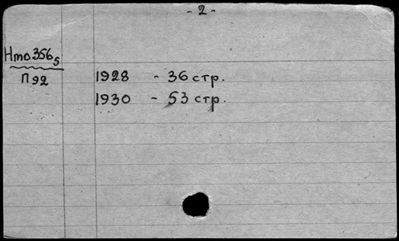 - 2 -
Нто356₅
П92
1928 - 36 стр.
1930 - 53 стр.